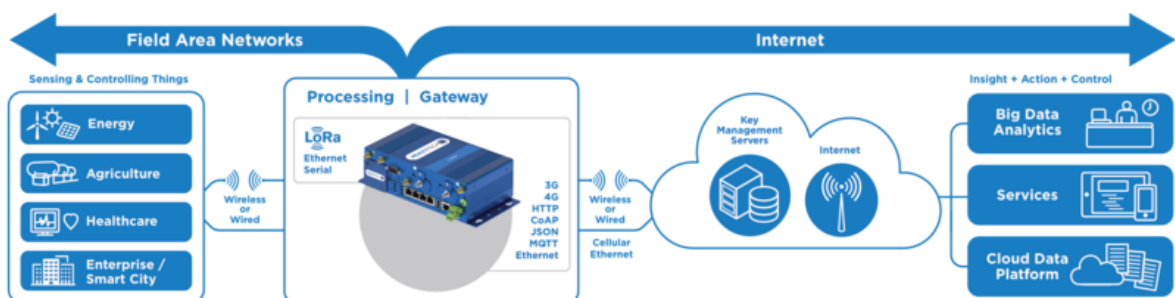 Field Area Networks
Internet
Sensing & Controlling Things
Energy
Agriculture
Healthcare
Enterprise /
Smart City
Wireless
or
Wired
Processing | Gateway
LoRa
Ethernet
Serial
3G
4G
HTTP
CoAP
JSON
MQTT
Ethernet
Wireless
or
Wired
Cellular
Ethernet
Key
Management
Servers
Internet
Insight + Action + Control
Big Data
Analytics
Services
Cloud Data
Platform